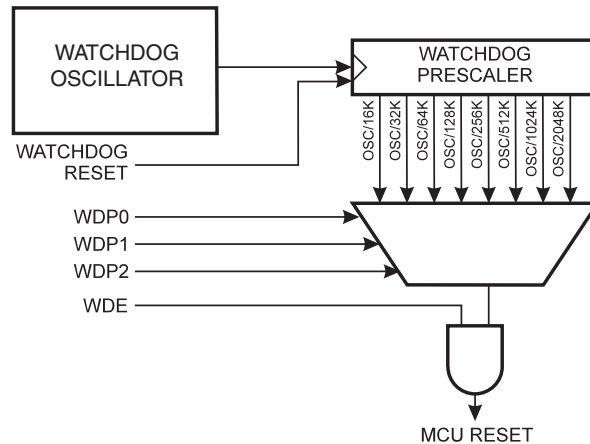 WATCHDOG
OSCILLATOR
WATCHDOG
PRESCALER
WATCHDOG
RESET
OSC/16K
OSC/32K
OSC/64K
OSC/128K
OSC/256K
OSC/512K
OSC/1024K
OSC/2048K
WDP0
WDP1
WDP2
WDE
MCU RESET